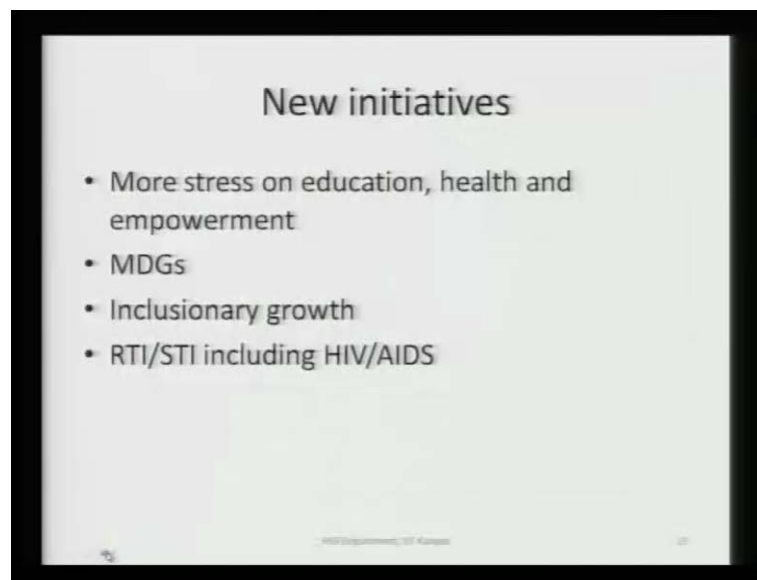 New initiatives
• More stress on education, health and
empowerment
• MDGs
• Inclusionary growth
• RTI/STI including HIV/AIDS